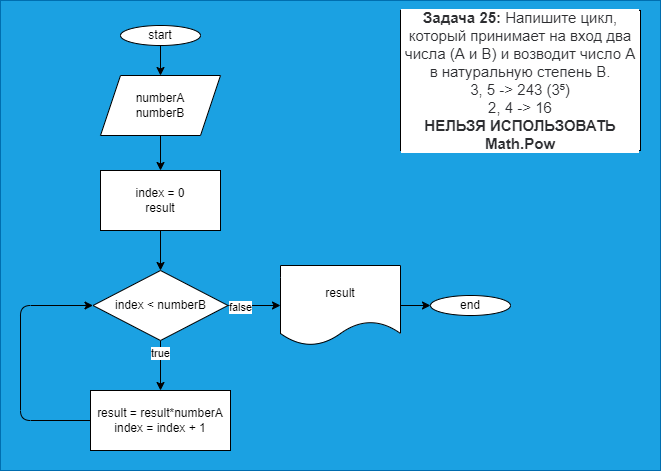 start
numberA
numberB
index = 0
result
index < numberB
false
true
result = result*numberA
index = index + 1
result
end
Задача 25: Напишите цикл,
который принимает на вход два
числа (A и B) и возводит число A
в натуральную степень B.
3, 5 -> 243 (3⁵)
2, 4 -> 16
НЕЛЬЗЯ ИСПОЛЬЗОВАТЬ
Math.Pow